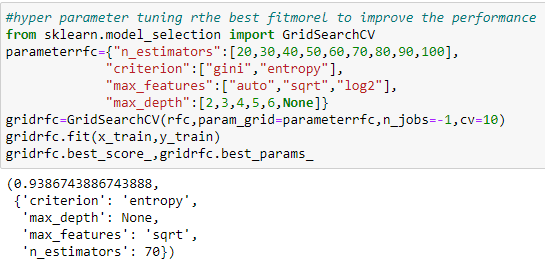 #hyper parameter tuning rthe best fitmorel to improve the performance
from sklearn.model_selection import GridSearchCV
parameterrfc={"n_estimators":[20,30,40,50,60,70,80,90,100],
"criterion":["gini","entropy"],
"max_features":["auto","sqrt","log2"],
"max_depth":[2,3,4,5,6,None]}
gridrfc=GridSearchCV(rfc,param_grid=parameterrfc,n_jobs=-1,cv=10)
gridrfc.fit(x_train,y_train)
gridrfc.best_score_,gridrfc.best_params_
(0.9386743886743888,
{'criterion': 'entropy',
'max_depth': None,
'max_features': 'sqrt',
'n_estimators': 70})